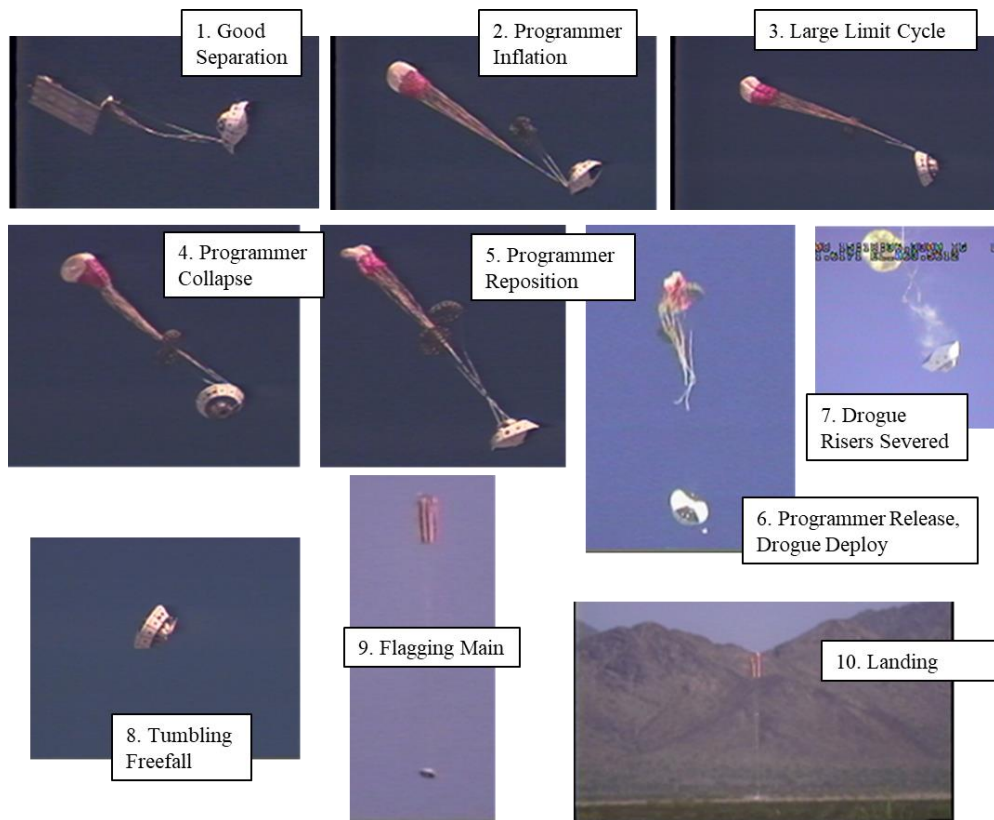 1. Good
Separation
2. Programmer
Inflation
3. Large Limit Cycle
4. Programmer
Collapse
5. Programmer
Reposition
6. Programmer Release,
Drogue Deploy
7. Drogue
Risers Severed
8. Tumbling
Freefall
9. Flagging Main
10. Landing